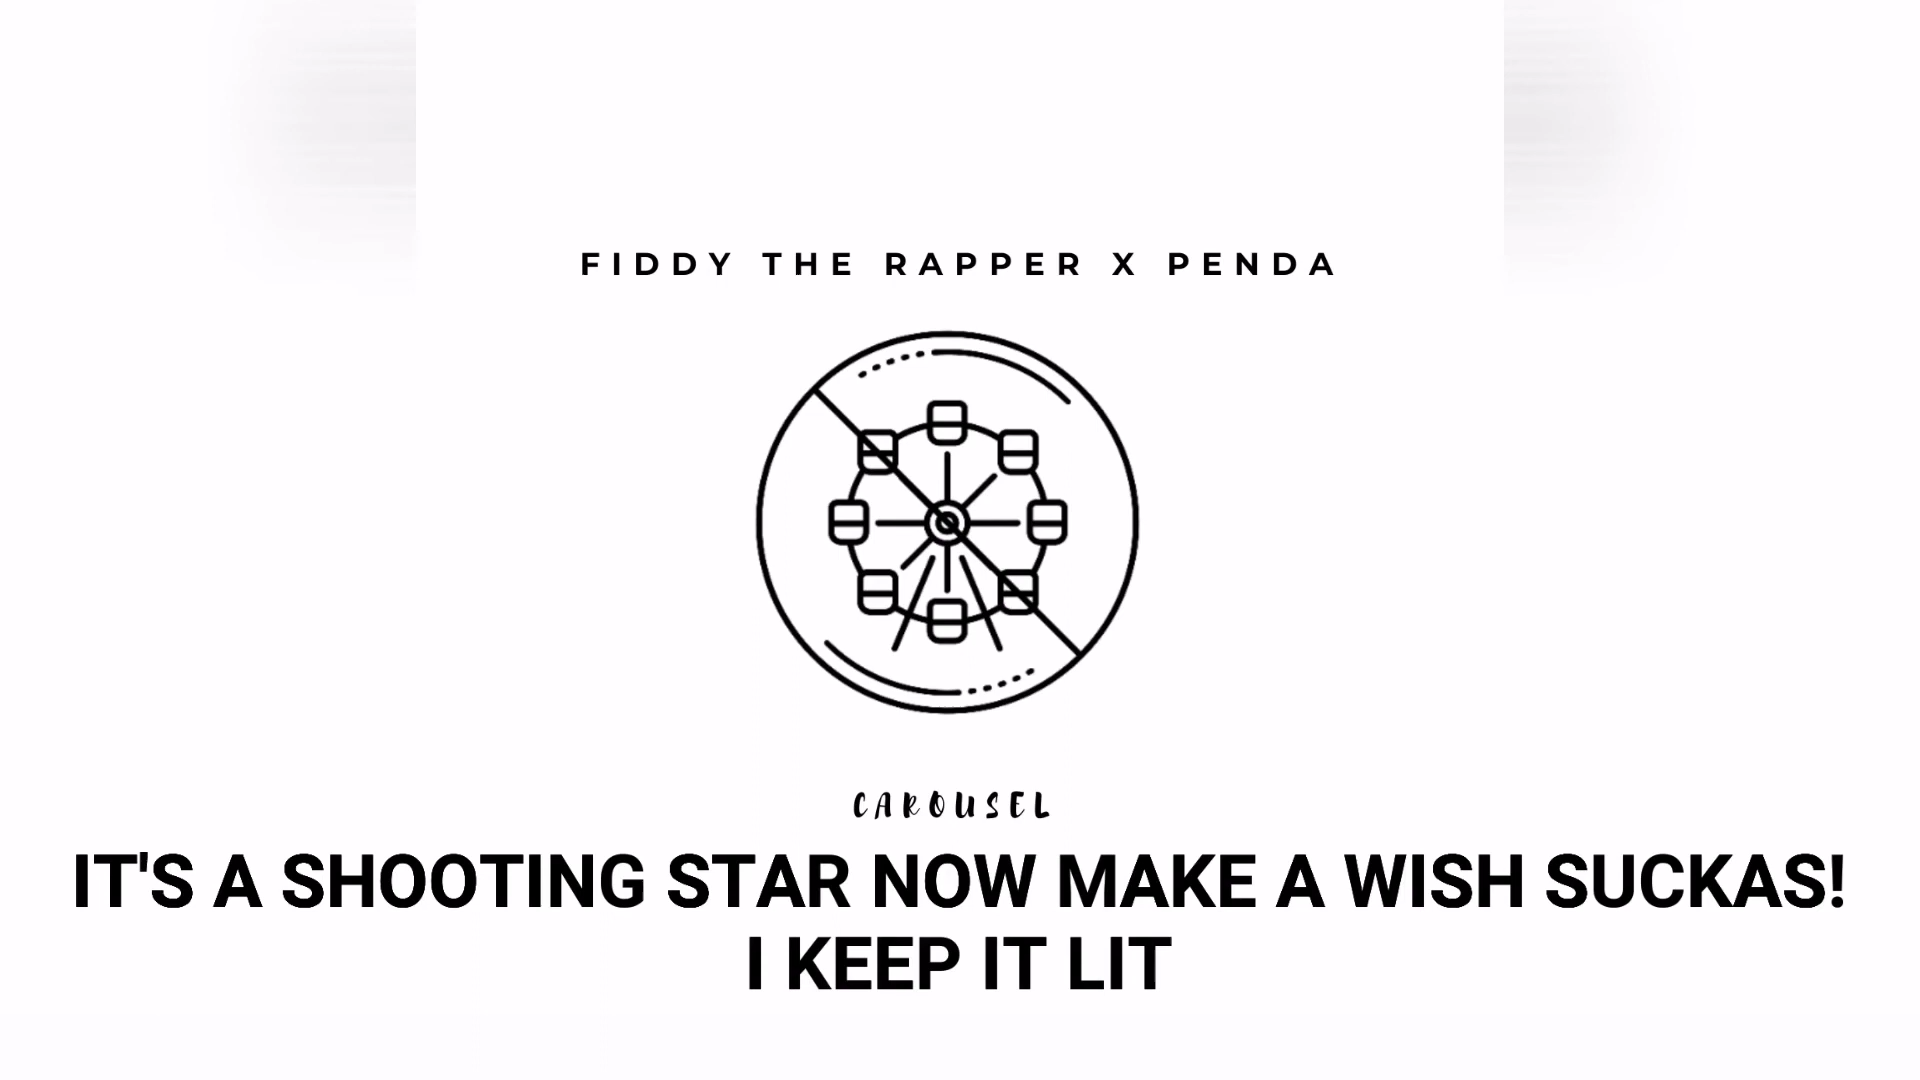 FIDDY THE RAPPER X PENDA
CAROUSEL
IT'S A SHOOTING STAR NOW MAKE A WISH SUCKAS!
I KEEP IT LIT